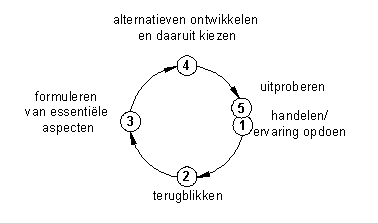 alternatieven ontwikkelen
en daaruit kiezen
4
uitproberen
5
handelen/
ervaring opdoen
1
formuleren
van essentiële
aspecten
3
2
terugblikken